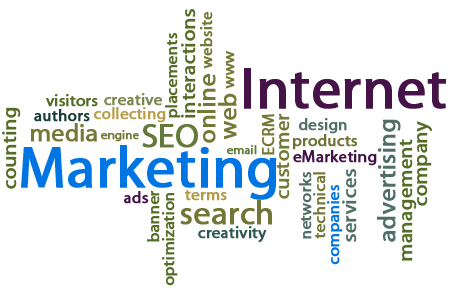 website
interactions
placements
online
www
web
Internet
visitors
creative
authors
collecting
counting
media
engine
SEO
email
ECRM
customer
design
products
eMarketing
Marketing
advertising
management
company
ads
banner
optimization
terms
search
creativity
networks
technical
companies
services